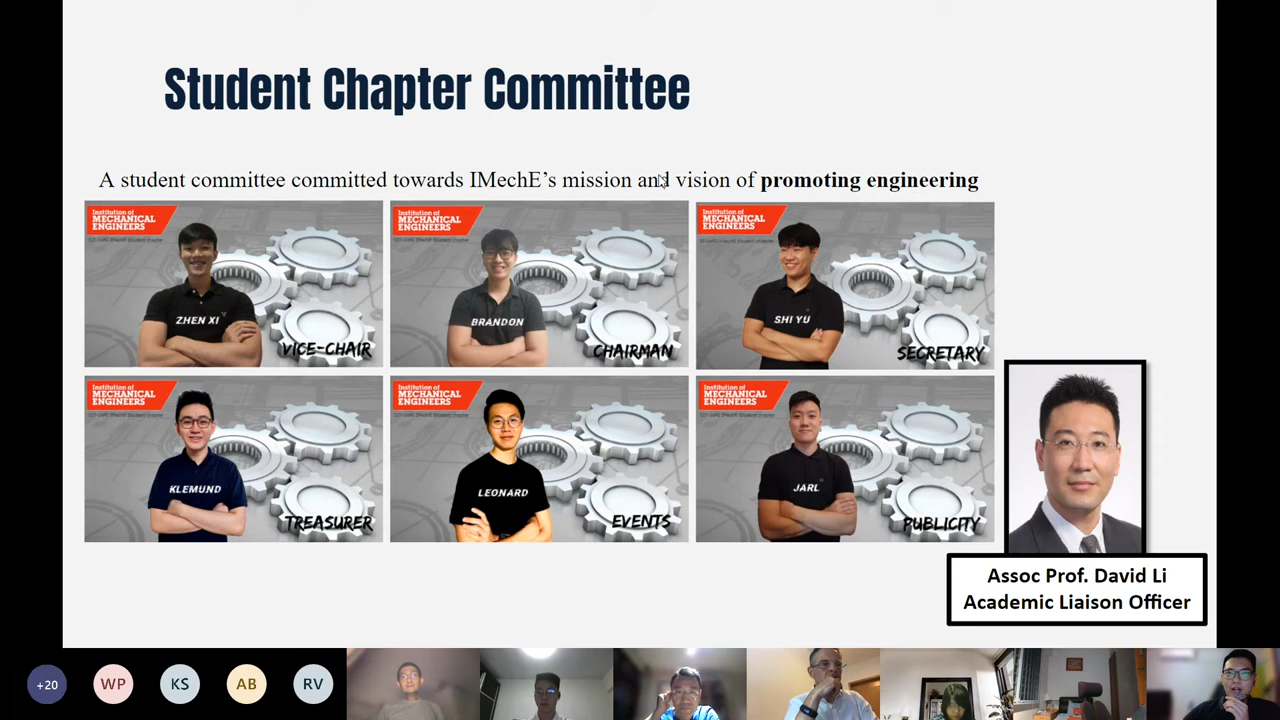 Student Chapter Committee
A student committee committed towards IMechE's mission and vision of promoting engineering
Institution of
MECHANICAL
ENGINEERS
ZHEN XI
VICE-CHAIR
Institution of
MECHANICAL
ENGINEERS
BRANDON
CHAIRMAN
Institution of
MECHANICAL
ENGINEERS
SHI YU
SECRETARY
Institution of
MECHANICAL
ENGINEERS
KLEMUND
TREASURER
Institution of
MECHANICAL
ENGINEERS
LEONARD
EVENTS
Institution of
MECHANICAL
ENGINEERS
JARL
PUBLICITY
Assoc Prof. David Li
Academic Liaison Officer
+20 WP KS AB RV